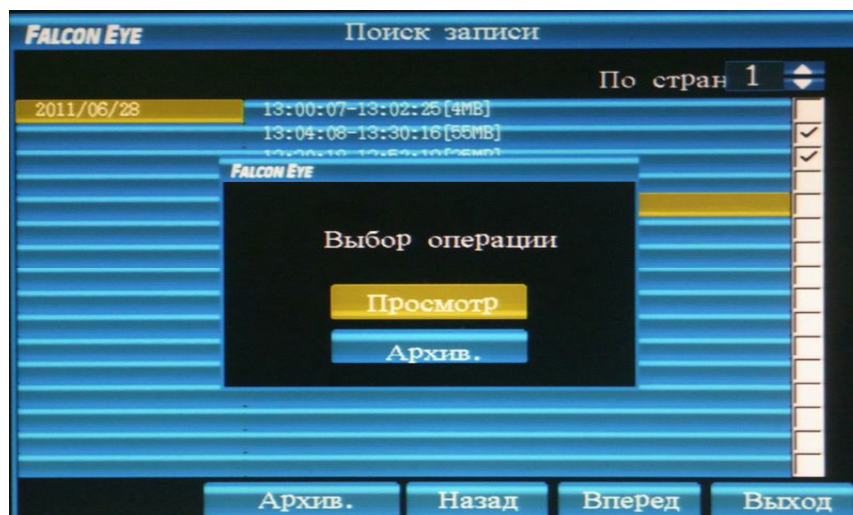 FALCON EYE
Поиск записи
По стран 1
2011/06/28 13:00:07-13:02:25[4MB]
13:04:08-13:30:16[55MB]
FALCON EYE
Выбор операции
Просмотр
Архив.
Архив. Назад Вперед Выход